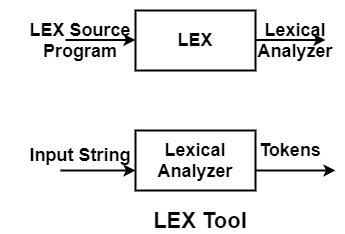 LEX Source
Program
LEX
Lexical
Analyzer
Input String
Lexical
Analyzer
Tokens
LEX Tool